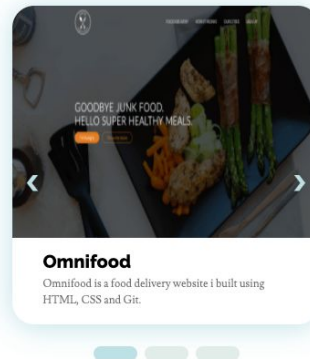 GOODBYE JUNK FOOD.
HELLO SUPER HEALTHY MEALS.
Omnifood
Omnifood is a food delivery website i built using
HTML, CSS and Git.